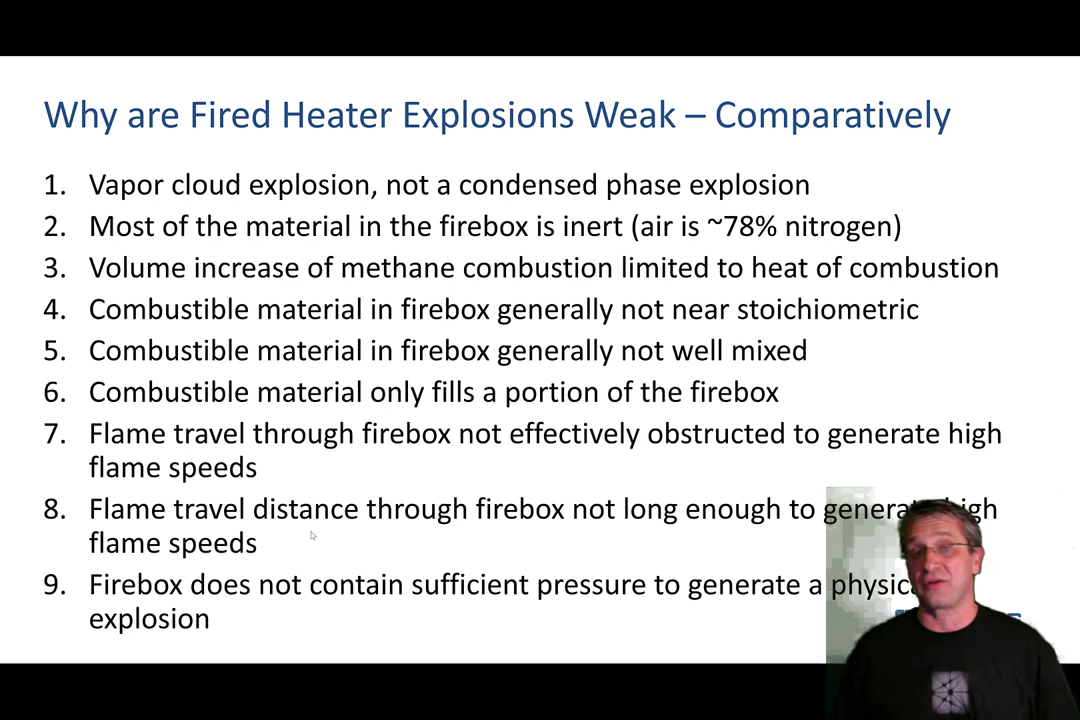 Why are Fired Heater Explosions Weak – Comparatively
1. Vapor cloud explosion, not a condensed phase explosion
2. Most of the material in the firebox is inert (air is ~78% nitrogen)
3. Volume increase of methane combustion limited to heat of combustion
4. Combustible material in firebox generally not near stoichiometric
5. Combustible material in firebox generally not well mixed
6. Combustible material only fills a portion of the firebox
7. Flame travel through firebox not effectively obstructed to generate high
flame speeds
8. Flame travel distance through firebox not long enough to generate high
flame speeds
9. Firebox does not contain sufficient pressure to generate a physical
explosion